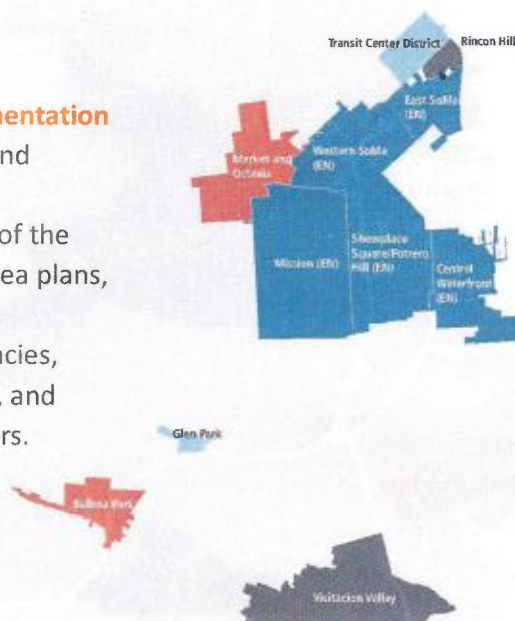 mentation
nd
of the
ea plans,
ncies,
, and
rs.
Transit Center District
Rincon Hill
East SoMa
(EN)
Western SoMa
(EN)
Market and
Octavia
Mission (EN)
Showplace
Square/Potrero
Hill (EN)
Central
Waterfront
(EN)
Glen Park
Balboa Park
Visitacion Valley